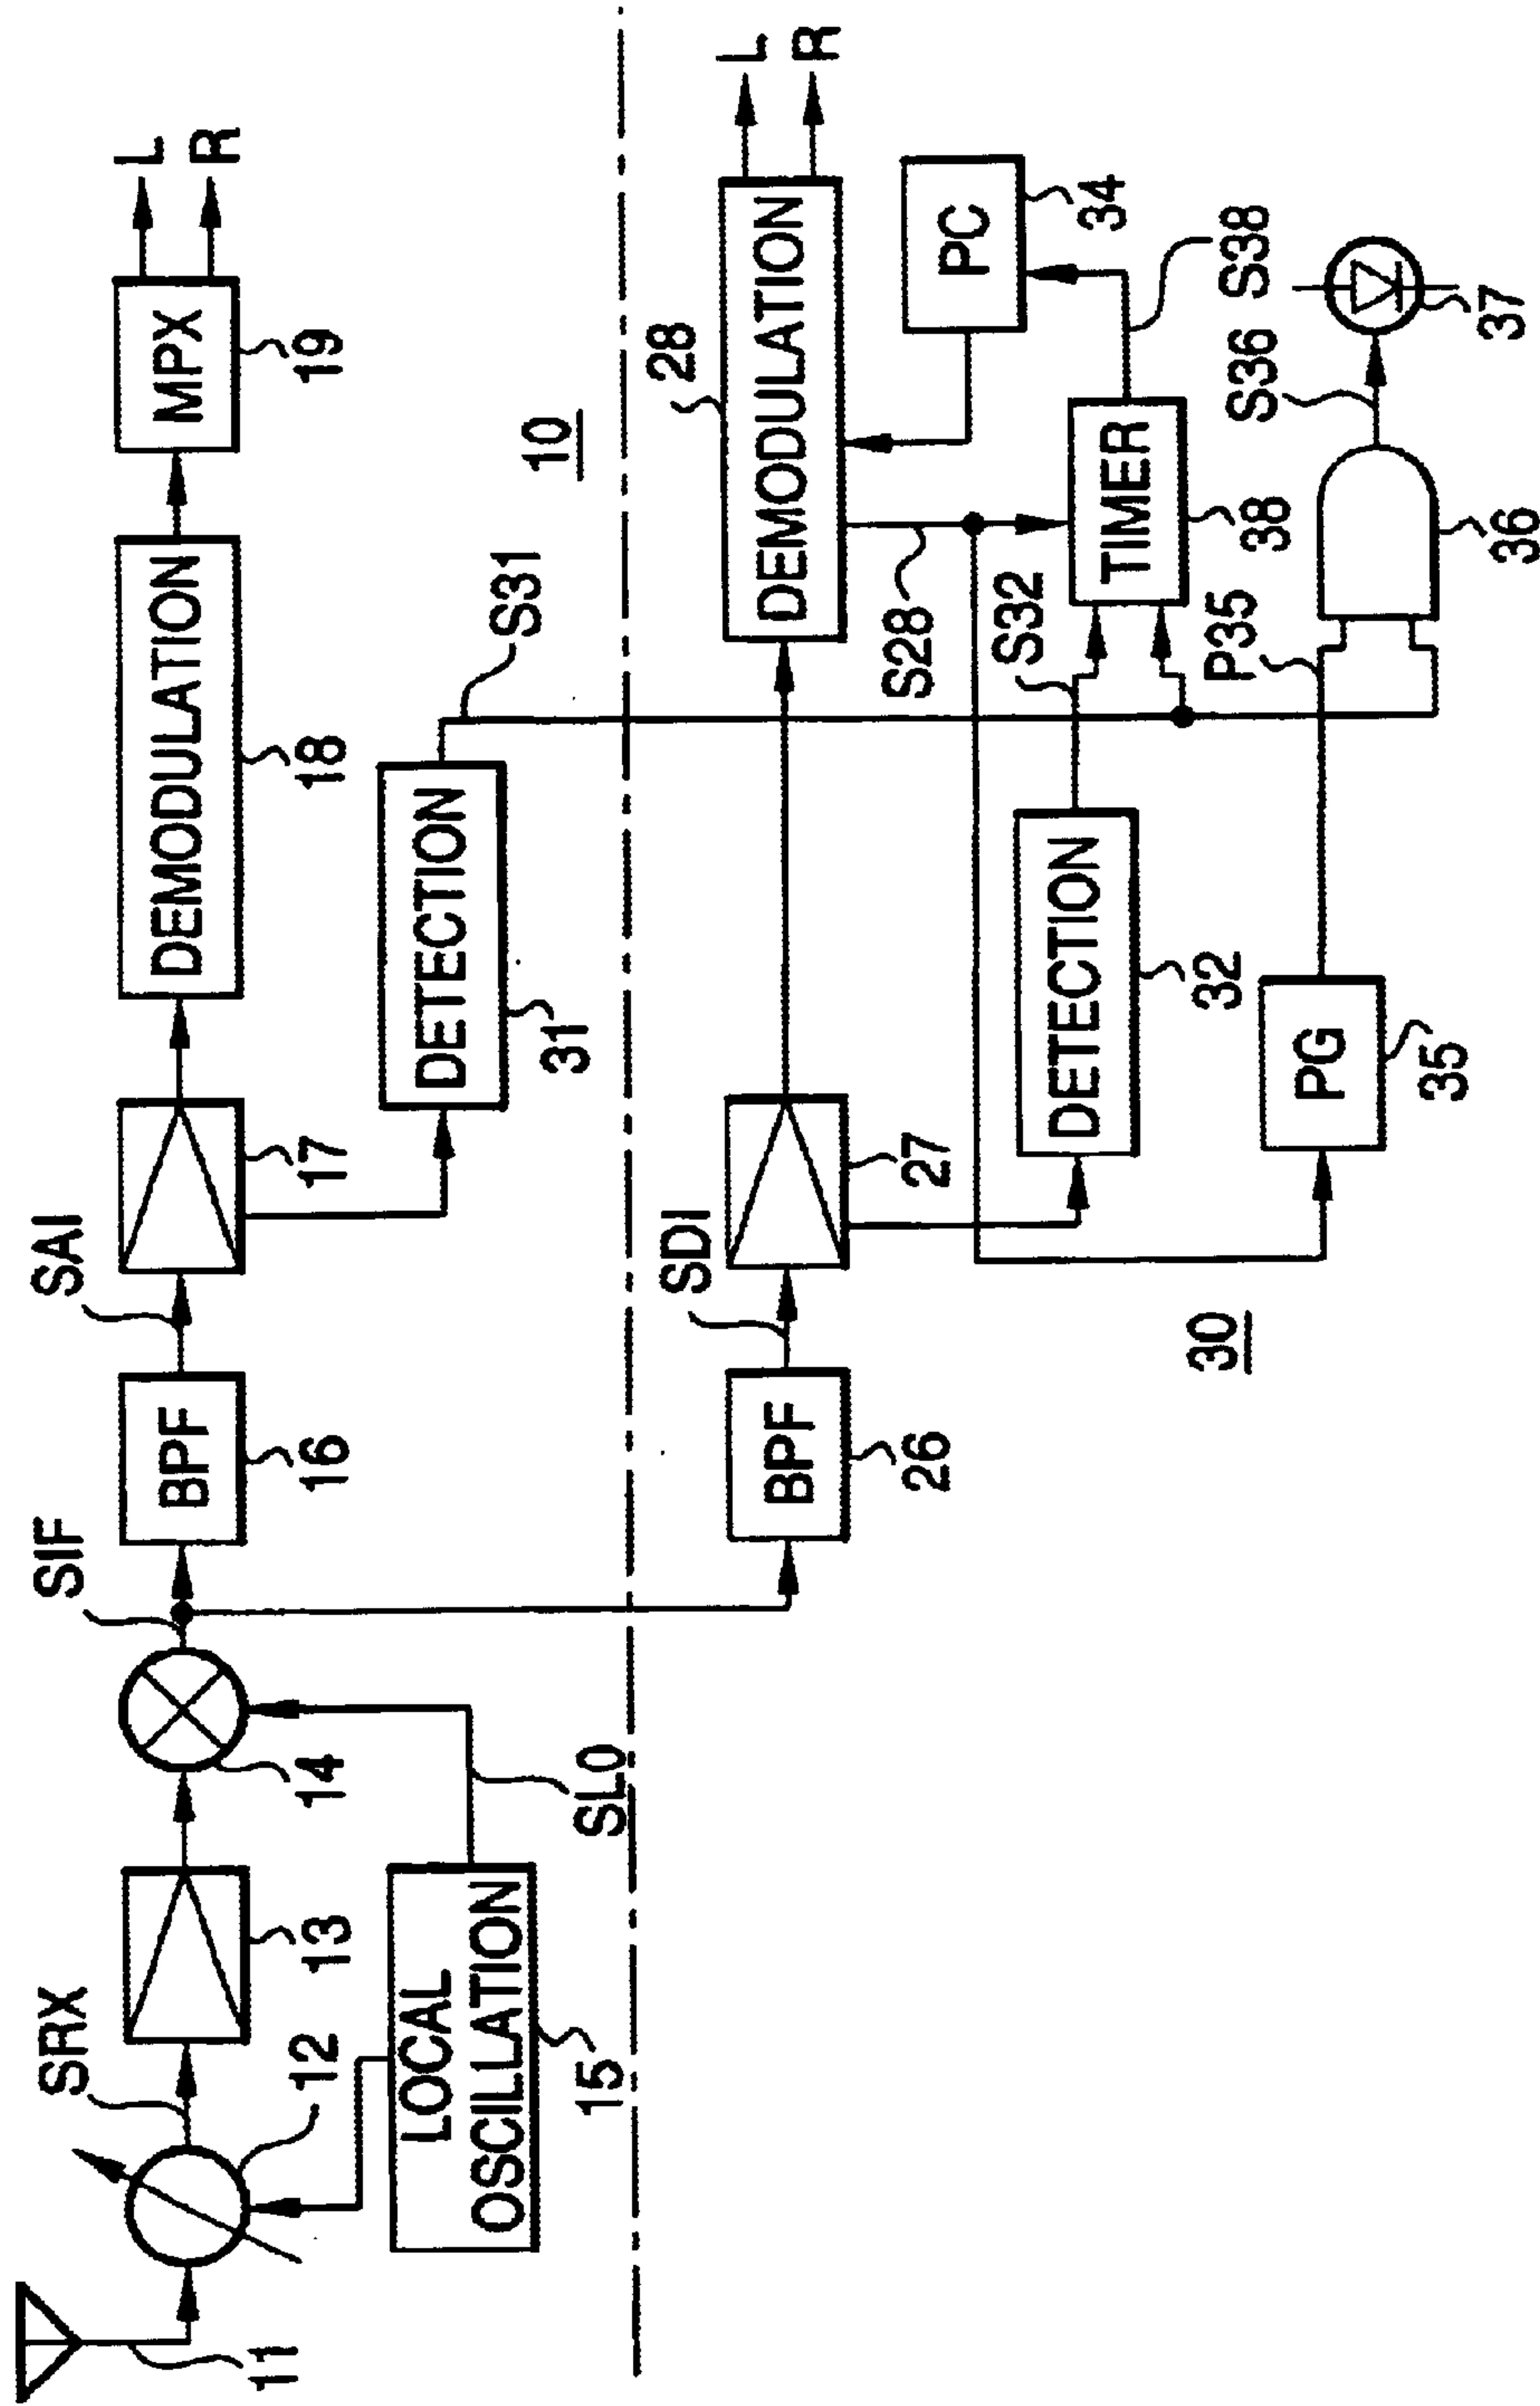 SRX
SIF
SAI
11
12
13
14
BPF
16
17
DEMODULATION
18
MPX
19
L
R
LOCAL
OSCILLATION
15
SLO
DETECTION
31
S31
10
SDI
BPF
26
27
DEMODULATION
28
L
R
S28
PC
34
DETECTION
32
S32
TIMER
38
S38
30
PG
35
P35
36
S36
37